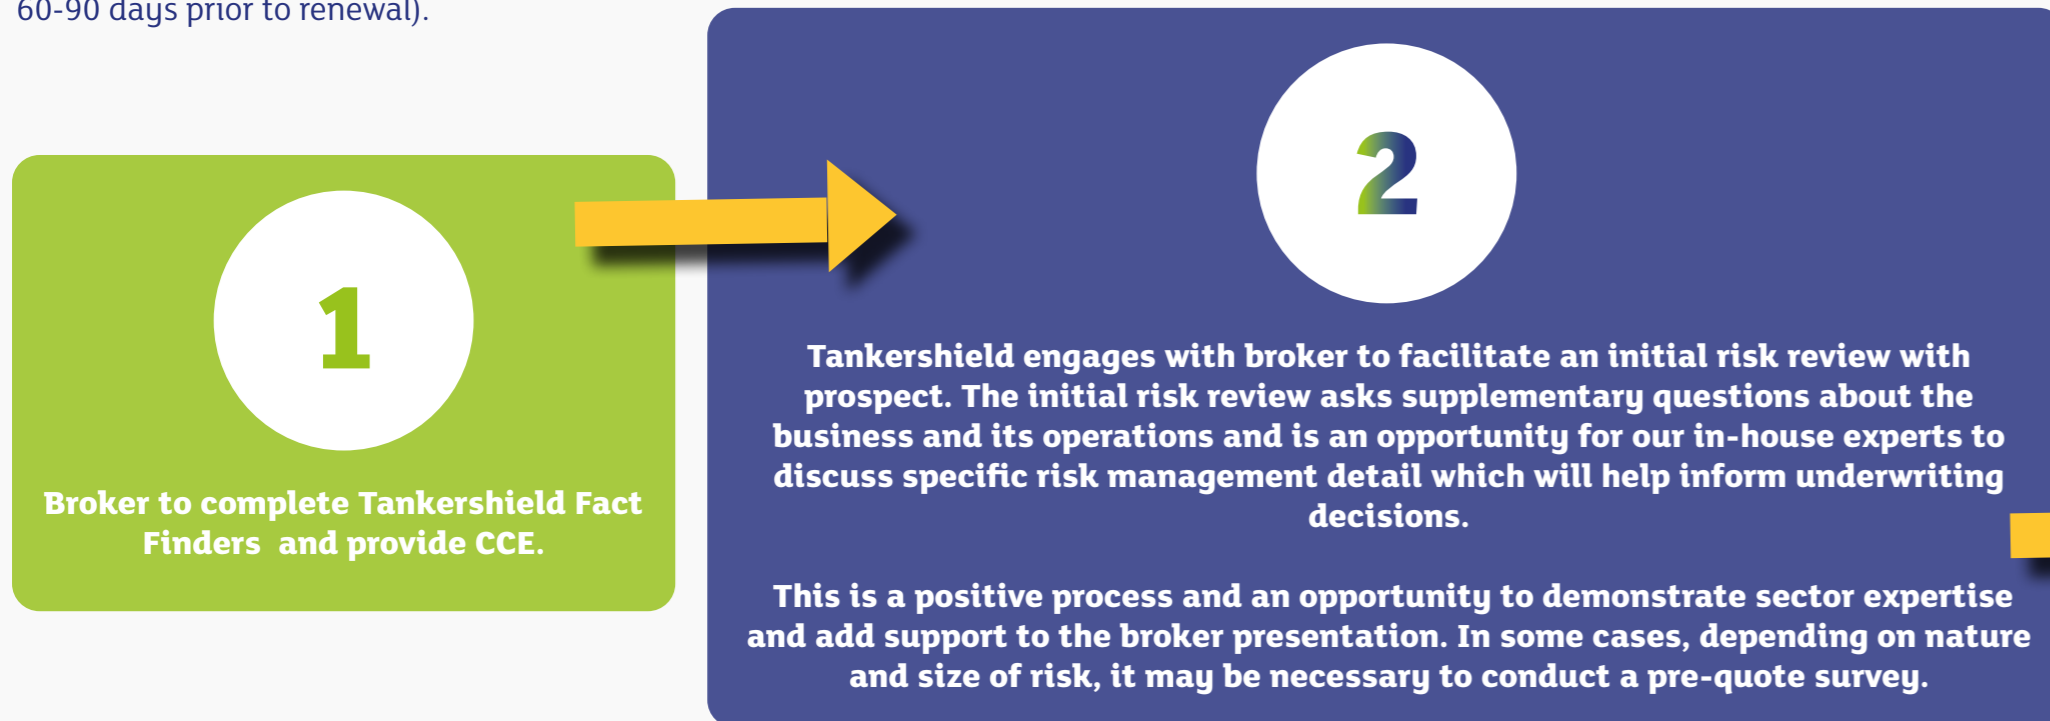 60-90 days prior to renewal).
1
Broker to complete Tankershield Fact
Finders and provide CCE.
2
Tankershield engages with broker to facilitate an initial risk review with
prospect. The initial risk review asks supplementary questions about the
business and its operations and is an opportunity for our in-house experts to
discuss specific risk management detail which will help inform underwriting
decisions.
This is a positive process and an opportunity to demonstrate sector expertise
and add support to the broker presentation. In some cases, depending on nature
and size of risk, it may be necessary to conduct a pre-quote survey.